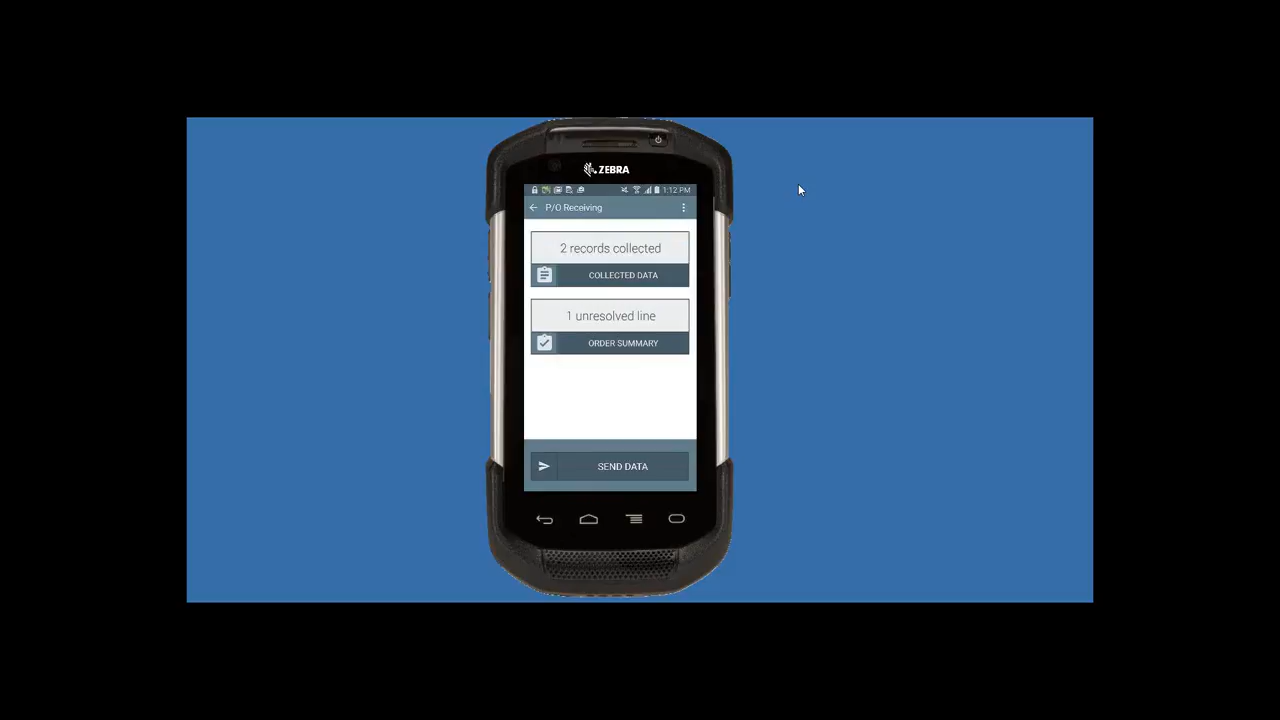 ZEBRA
1:12 PM
P/O Receiving
2 records collected
COLLECTED DATA
1 unresolved line
ORDER SUMMARY
SEND DATA